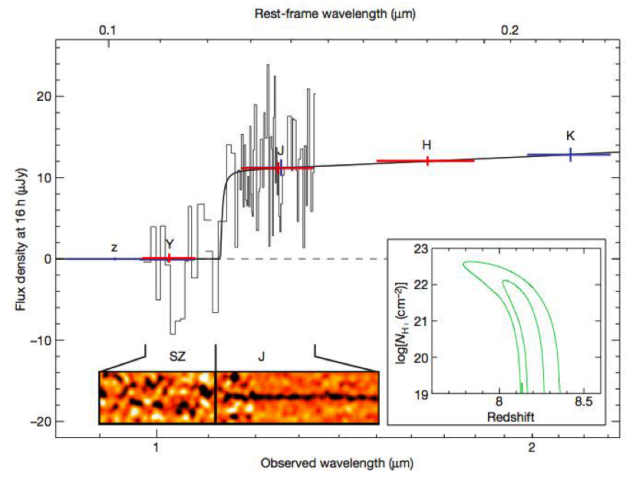 Rest-frame wavelength (μm)
0.1 0.2
Flux density at 16 h (μJy)
20
10
0
−10
−20
z Y J H K
SZ J
log[N_H I (cm⁻²)]
23
22
21
20
19
8 8.5
Redshift
1 2
Observed wavelength (μm)